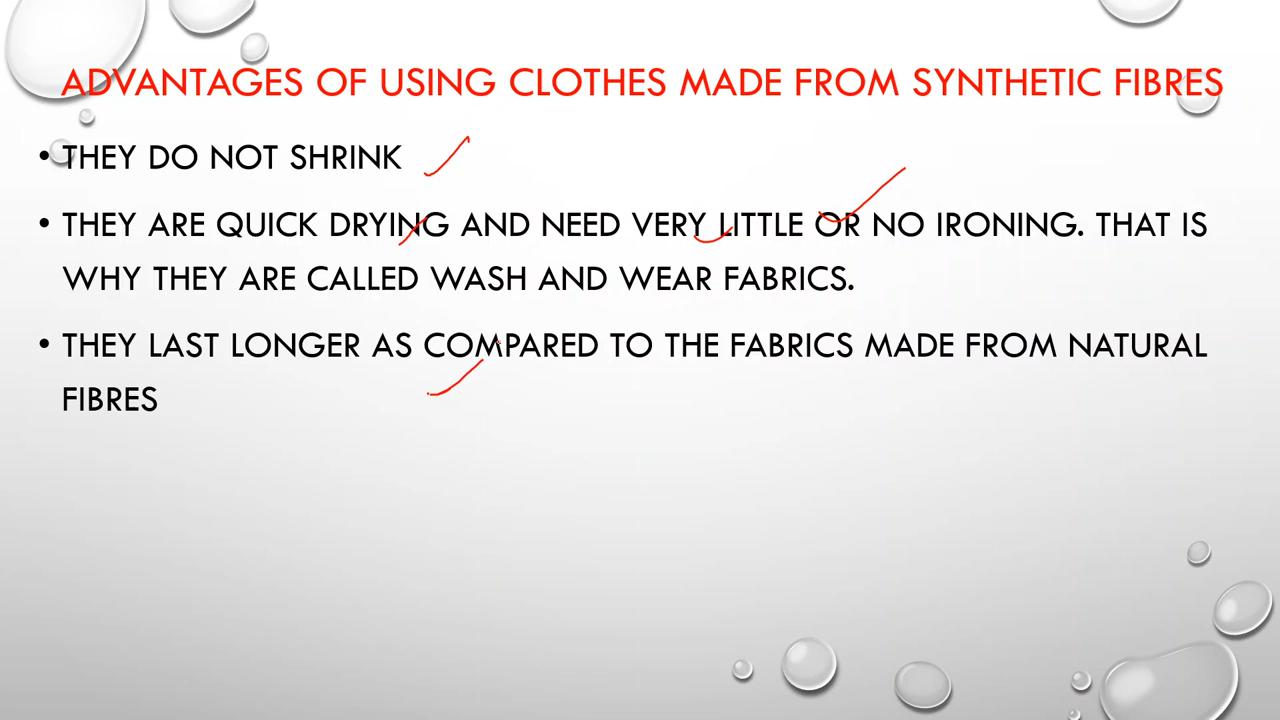 ADVANTAGES OF USING CLOTHES MADE FROM SYNTHETIC FIBRES
• THEY DO NOT SHRINK
• THEY ARE QUICK DRYING AND NEED VERY LITTLE OR NO IRONING. THAT IS
WHY THEY ARE CALLED WASH AND WEAR FABRICS.
• THEY LAST LONGER AS COMPARED TO THE FABRICS MADE FROM NATURAL
FIBRES